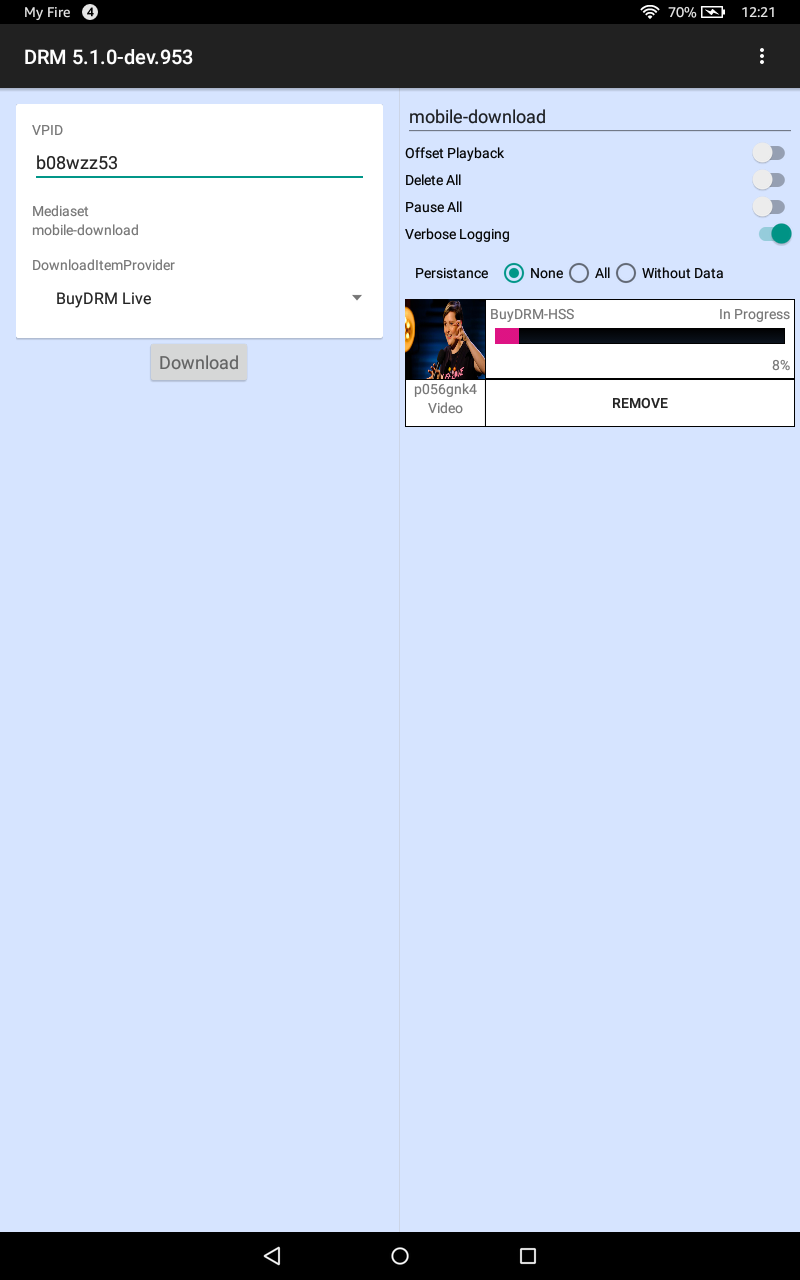 My Fire 4 70% 12:21
DRM 5.1.0-dev.953
VPID
b08wzz53
Mediaset
mobile-download
DownloadItemProvider
BuyDRM Live
Download
mobile-download
Offset Playback
Delete All
Pause All
Verbose Logging
Persistance None All Without Data
BuyDRM-HSS In Progress
8%
p056gnk4
Video
REMOVE